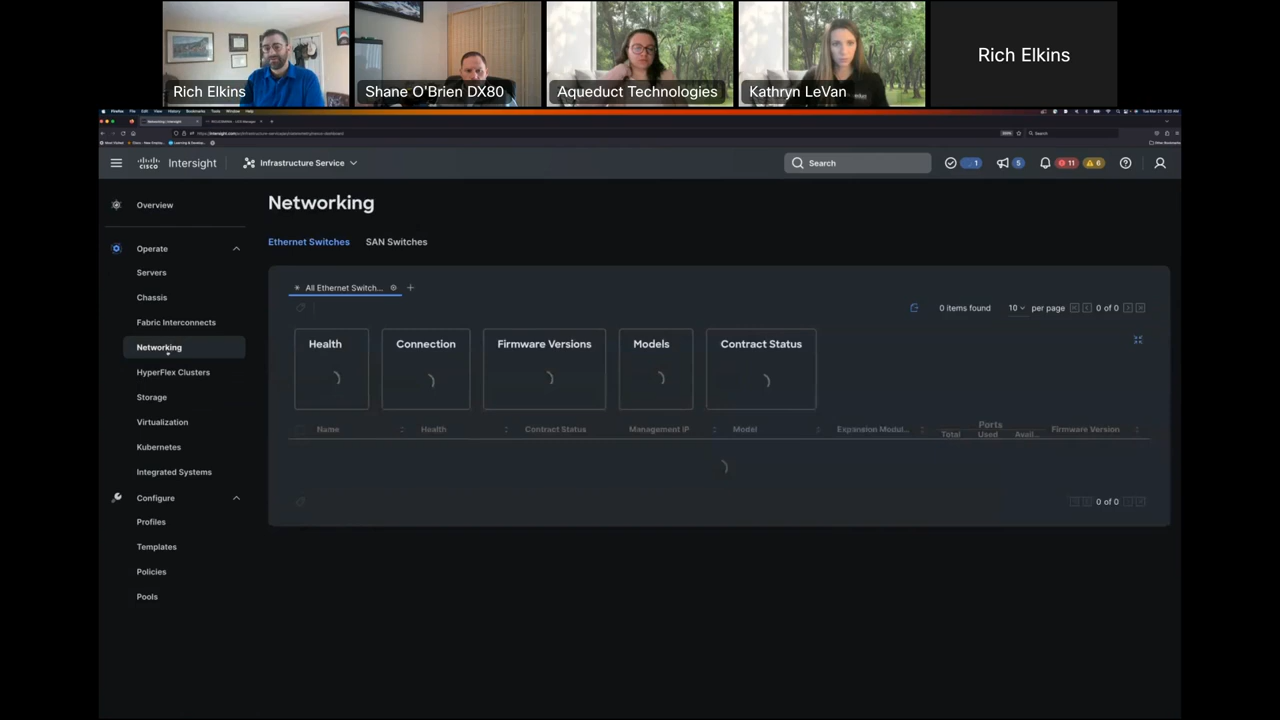 Rich Elkins
Shane O'Brien DX80
Aqueduct Technologies
Kathryn LeVan
Rich Elkins
CISCO Intersight
Infrastructure Service
Search
1
5
11
6
Overview
Operate
Servers
Chassis
Fabric Interconnects
Networking
HyperFlex Clusters
Storage
Virtualization
Kubernetes
Integrated Systems
Configure
Profiles
Templates
Policies
Pools
Networking
Ethernet Switches SAN Switches
All Ethernet Switch...
0 items found 10 per page 0 of 0
Health Connection Firmware Versions Models Contract Status
Name Health Contract Status Management IP Model Expansion Modul... Ports Firmware Version
Total Used Avail...
0 of 0